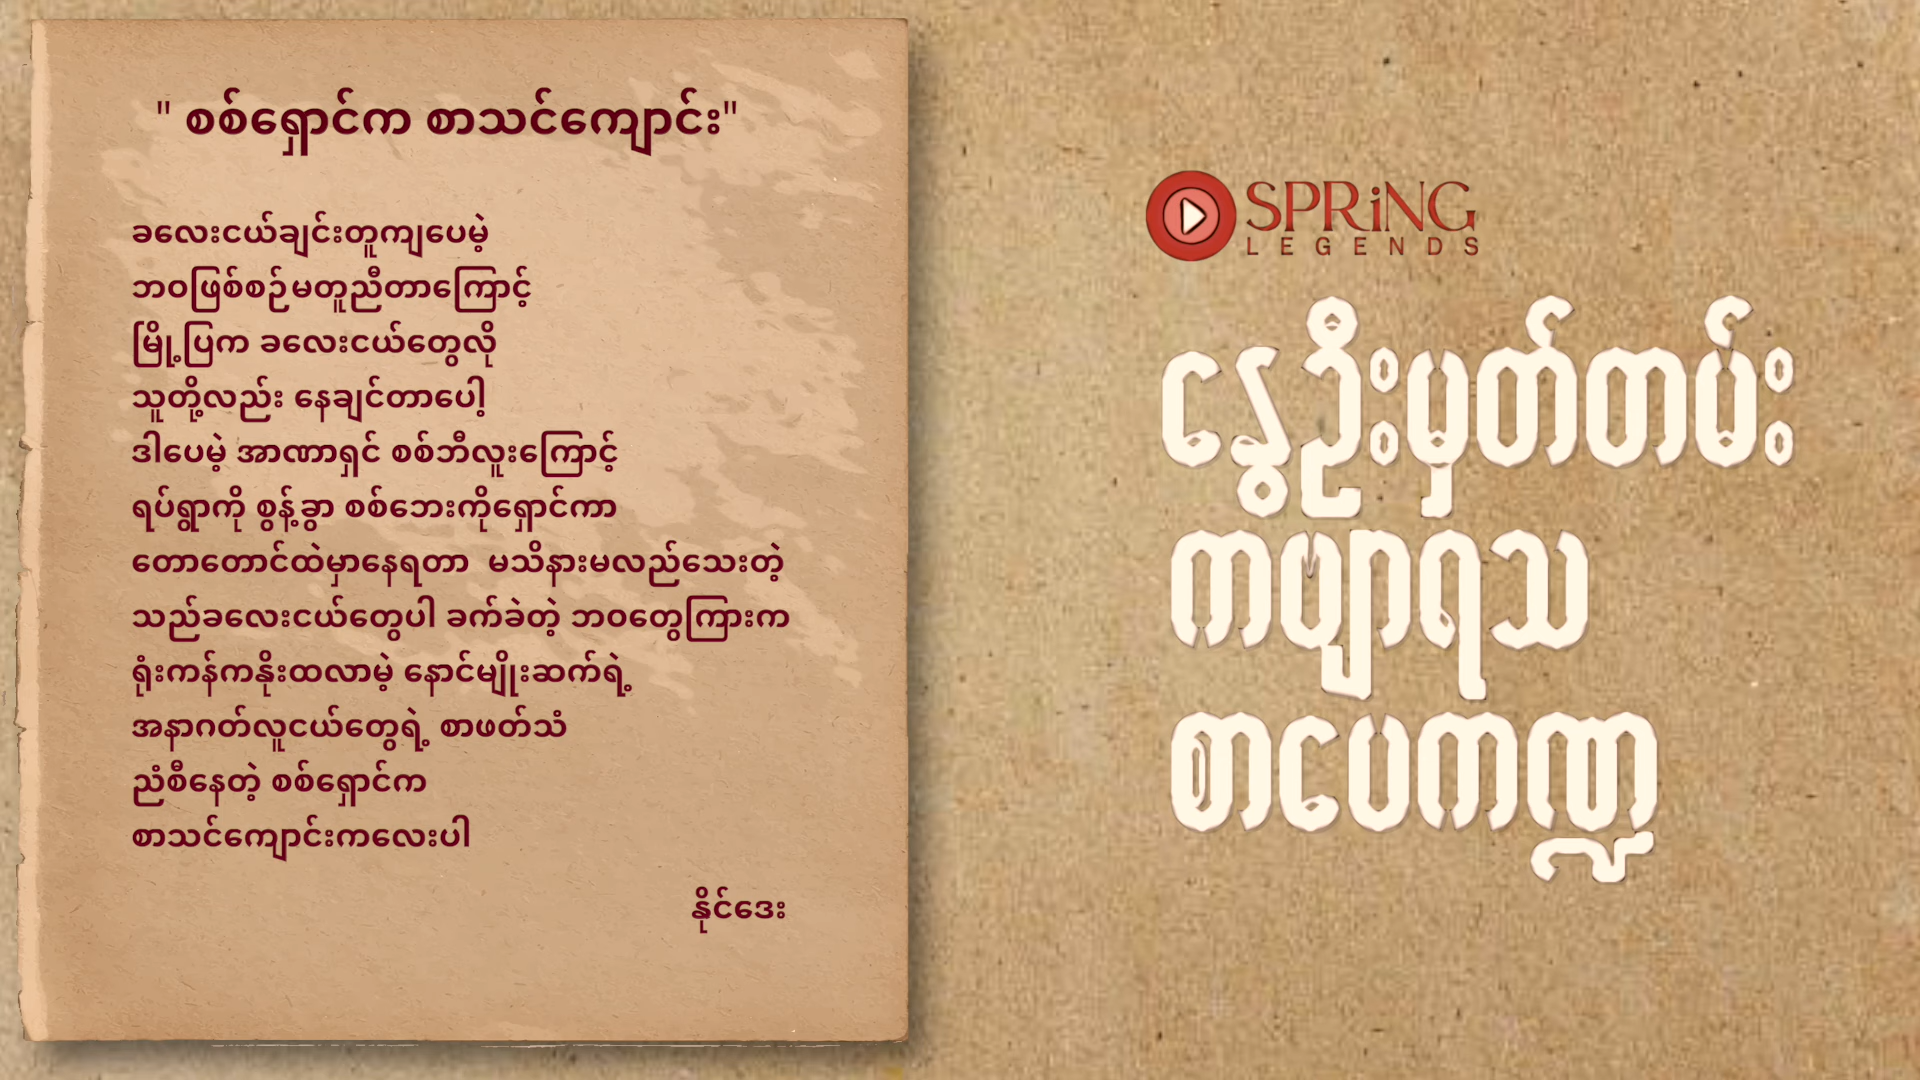 " စစ်ရှောင်က စာသင်ကျောင်း"
ခလေးငယ်ချင်းတူကျပေမဲ့
ဘဝဖြစ်စဉ်မတူညီတာကြောင့်
မြို့ပြက ခလေးငယ်တွေလို
သူတို့လည်း နေချင်တာပေါ့
ဒါပေမဲ့ အာဏာရှင် စစ်ဘီလူးကြောင့်
ရပ်ရွာကို စွန့်ခွာ စစ်ဘေးကိုရှောင်ကာ
တောတောင်ထဲမှာနေရတာ  မသိနားမလည်သေးတဲ့
သည်ခလေးငယ်တွေပါ ခက်ခဲတဲ့ ဘဝတွေကြားက
ရုံးကန်ကနိုးထလာမဲ့ နောင်မျိုးဆက်ရဲ့
အနာဂတ်လူငယ်တွေရဲ့ စာဖတ်သံ
ညံစီနေတဲ့ စစ်ရှောင်က
စာသင်ကျောင်းကလေးပါ
နိုင်ဒေး
SPRiNG
LEGENDS
နွေဦးမှတ်တမ်း
ကဗျာရသ
စာပေကဏ္ဍ